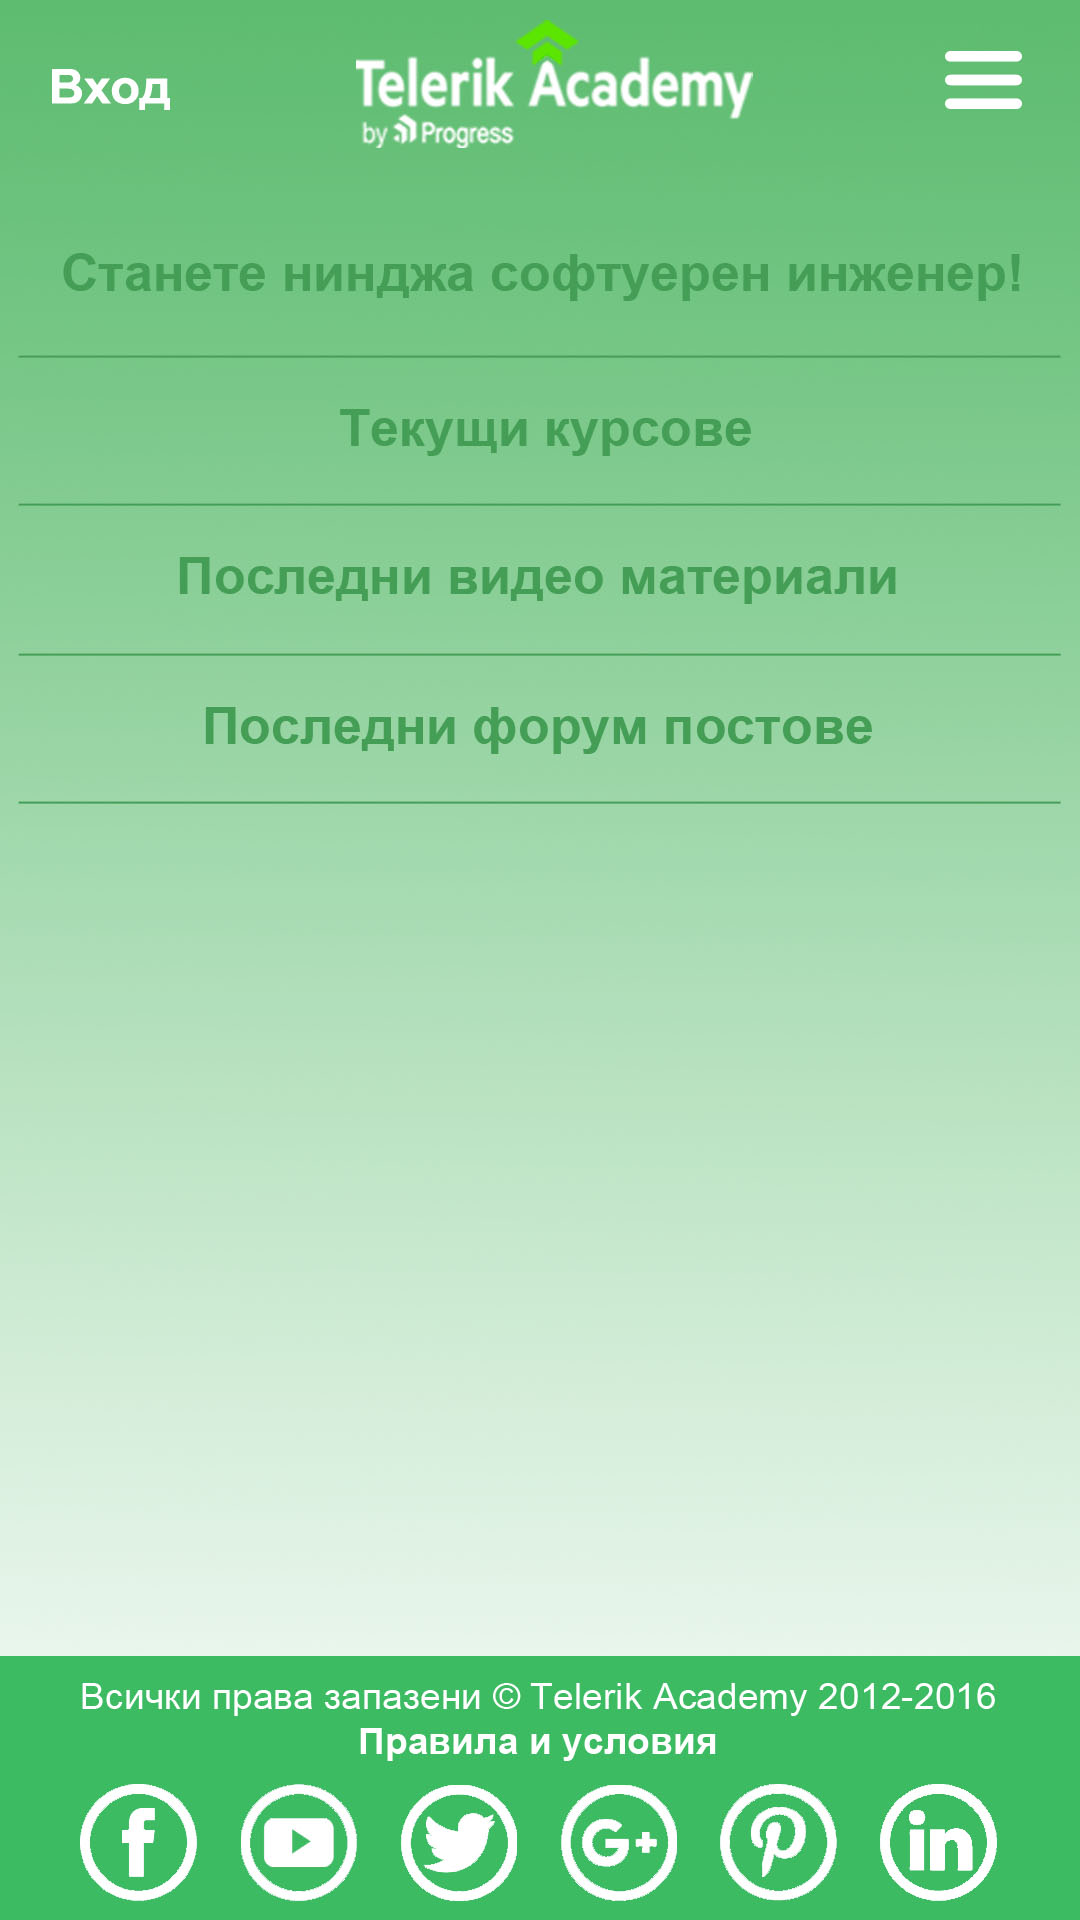 Вход
Telerik Academy
by Progress
Станете нинджа софтуерен инженер!
Текущи курсове
Последни видео материали
Последни форум постове
Всички права запазени © Telerik Academy 2012-2016
Правила и условия